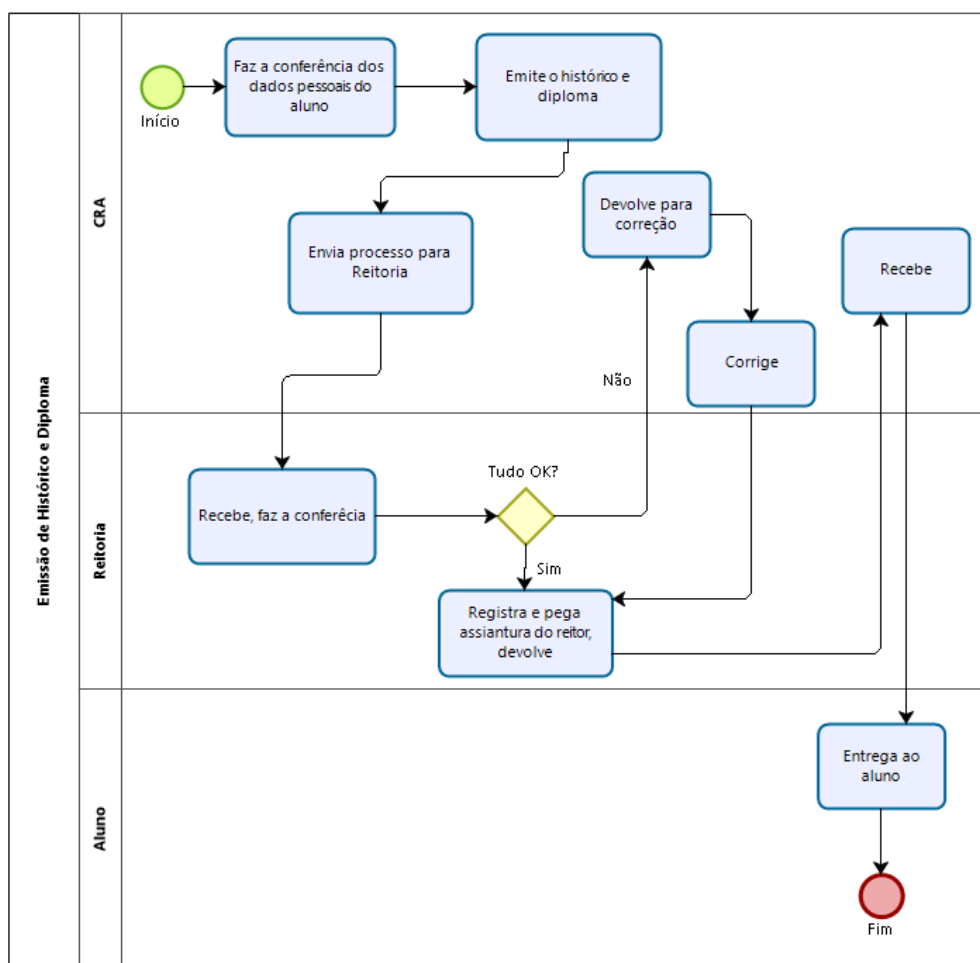 Emissão de Histórico e Diploma
CRA
Início
Faz a conferência dos
dados pessoais do
aluno
Emite o histórico e
diploma
Envia processo para
Reitoria
Devolve para
correção
Corrige
Recebe
Não
Reitoria
Recebe, faz a conferêcia
Tudo OK?
Sim
Registra e pega
assiantura do reitor,
devolve
Aluno
Entrega ao
aluno
Fim